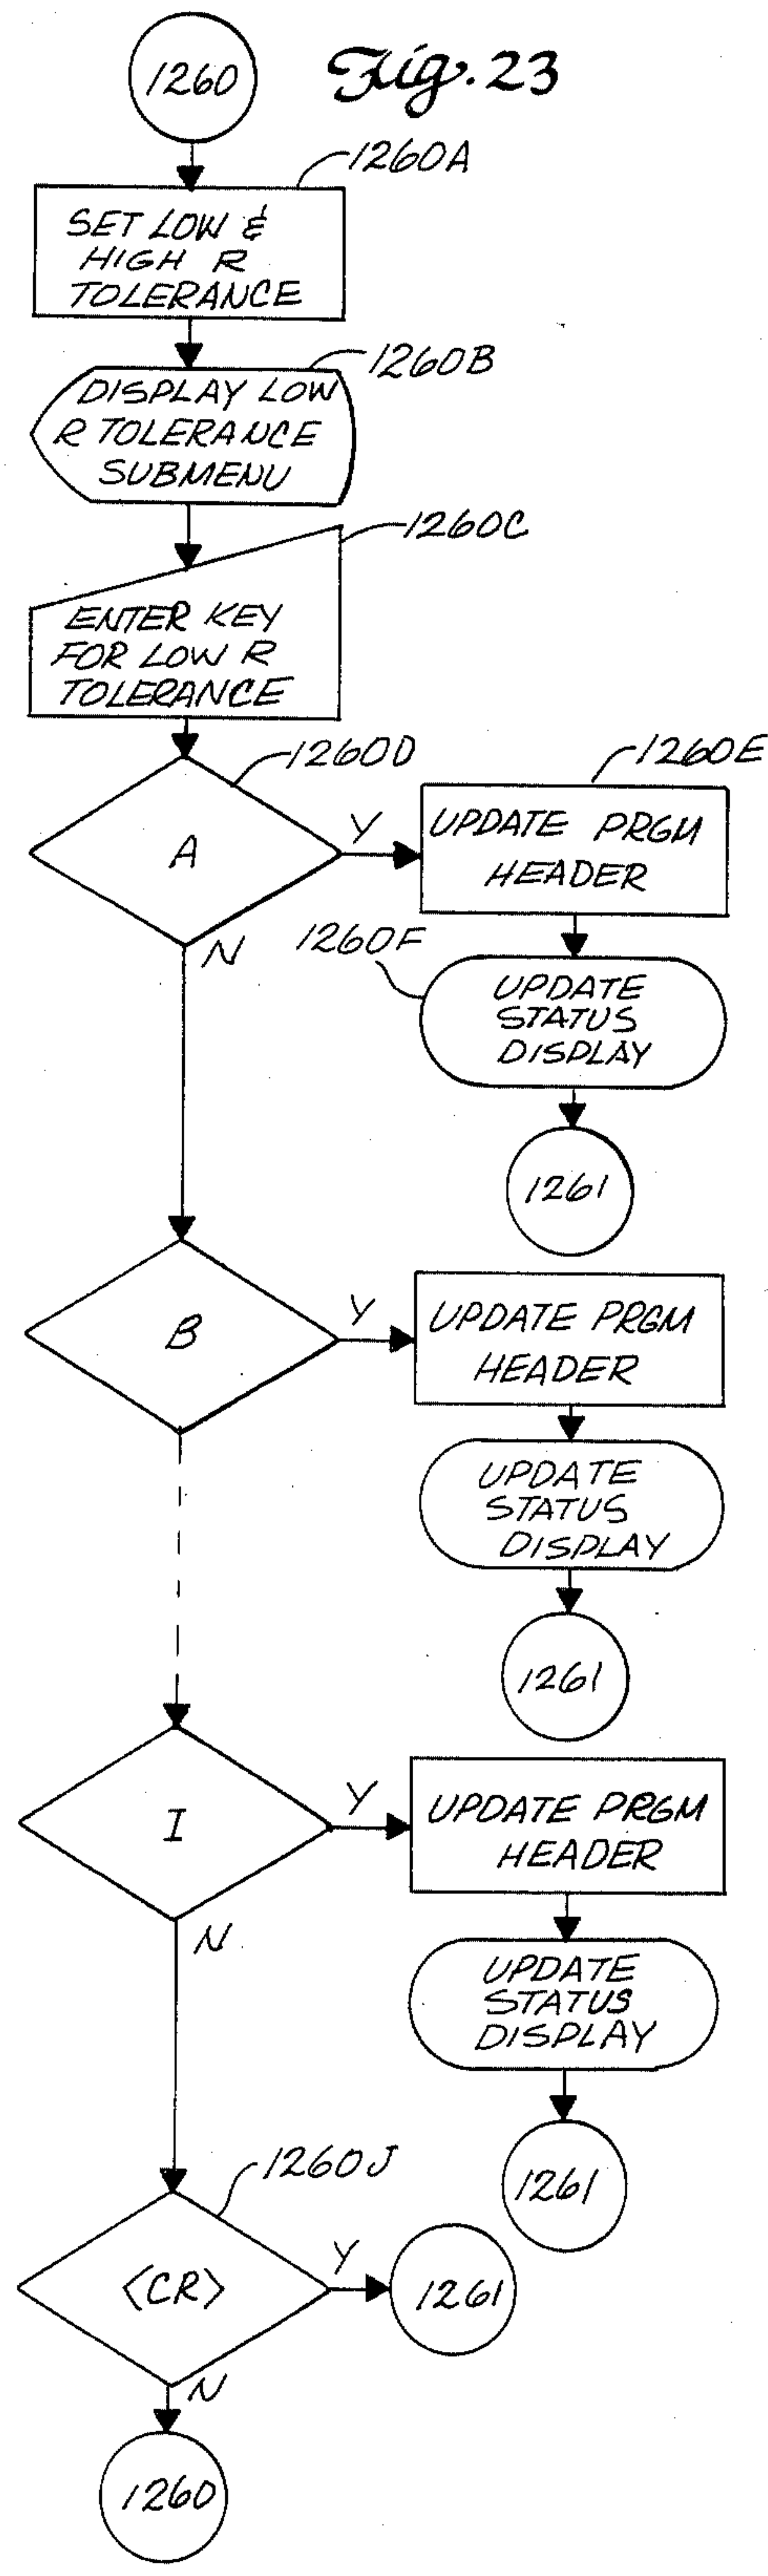 1260
Fig. 23
1260A
SET LOW &
HIGH R
TOLERANCE
1260B
DISPLAY LOW
R TOLERANCE
SUBMENU
1260C
ENTER KEY
FOR LOW R
TOLERANCE
1260D
1260E
A
Y
UPDATE PRGM
HEADER
N
1260F
UPDATE
STATUS
DISPLAY
1261
B
Y
UPDATE PRGM
HEADER
UPDATE
STATUS
DISPLAY
1261
I
Y
UPDATE PRGM
HEADER
N
UPDATE
STATUS
DISPLAY
1261
1260J
<CR>
Y
1261
N
1260